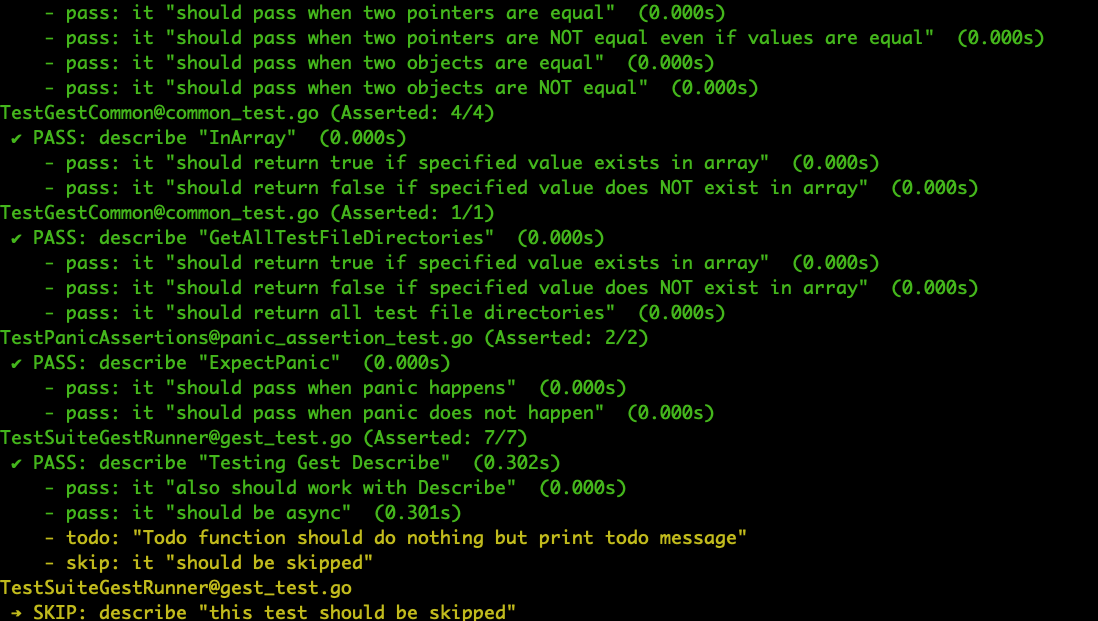 - pass: it "should pass when two pointers are equal" (0.000s)
- pass: it "should pass when two pointers are NOT equal even if values are equal" (0.000s)
- pass: it "should pass when two objects are equal" (0.000s)
- pass: it "should pass when two objects are NOT equal" (0.000s)
TestGestCommon@common_test.go (Asserted: 4/4)
✔ PASS: describe "InArray" (0.000s)
- pass: it "should return true if specified value exists in array" (0.000s)
- pass: it "should return false if specified value does NOT exist in array" (0.000s)
TestGestCommon@common_test.go (Asserted: 1/1)
✔ PASS: describe "GetAllTestFileDirectories" (0.000s)
- pass: it "should return true if specified value exists in array" (0.000s)
- pass: it "should return false if specified value does NOT exist in array" (0.000s)
- pass: it "should return all test file directories" (0.000s)
TestPanicAssertions@panic_assertion_test.go (Asserted: 2/2)
✔ PASS: describe "ExpectPanic" (0.000s)
- pass: it "should pass when panic happens" (0.000s)
- pass: it "should pass when panic does not happen" (0.000s)
TestSuiteGestRunner@gest_test.go (Asserted: 7/7)
✔ PASS: describe "Testing Gest Describe" (0.302s)
- pass: it "also should work with Describe" (0.000s)
- pass: it "should be async" (0.301s)
- todo: "Todo function should do nothing but print todo message"
- skip: it "should be skipped"
TestSuiteGestRunner@gest_test.go
➔ SKIP: describe "this test should be skipped"